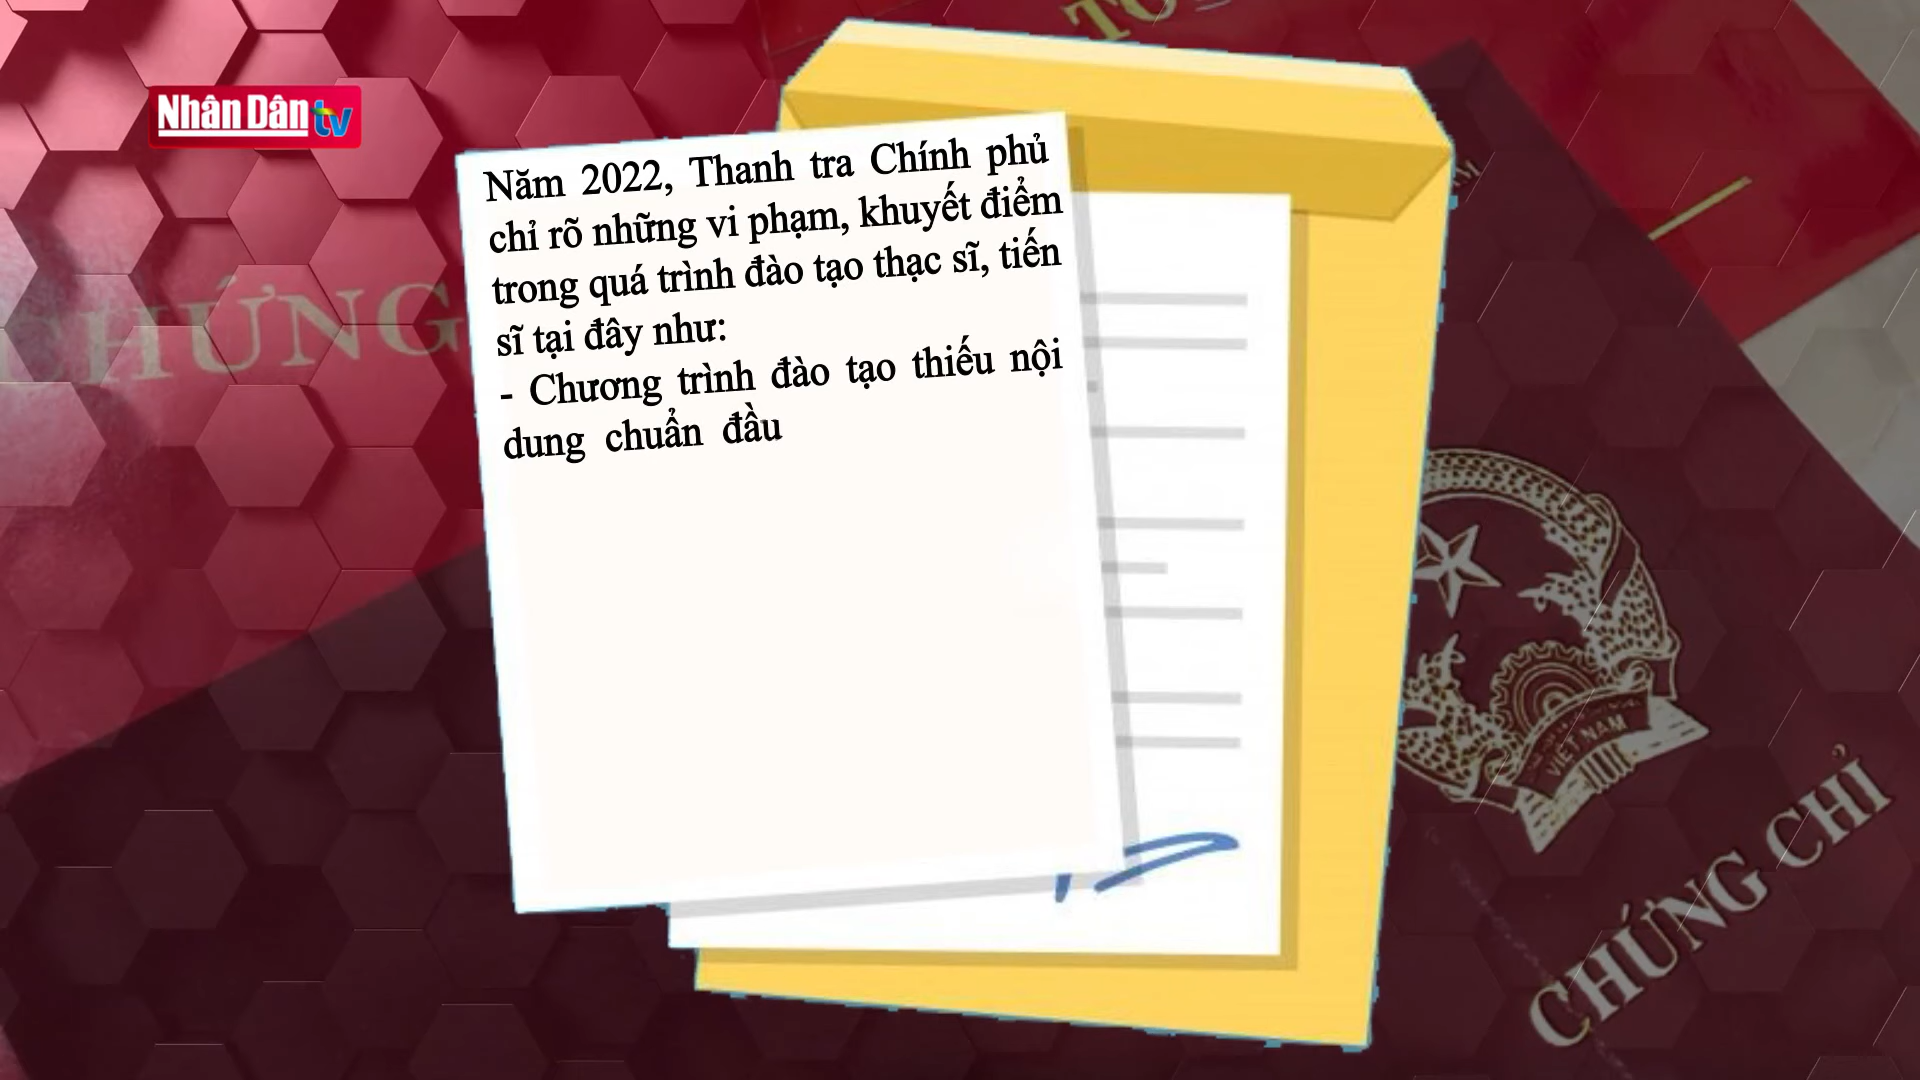 Nhân Dân tv
Năm 2022, Thanh tra Chính phủ
chỉ rõ những vi phạm, khuyết điểm
trong quá trình đào tạo thạc sĩ, tiến
sĩ tại đây như:
- Chương trình đào tạo thiếu nội
dung chuẩn đầu
CHỨNG
VIỆT NAM
CHỨNG CHỈ